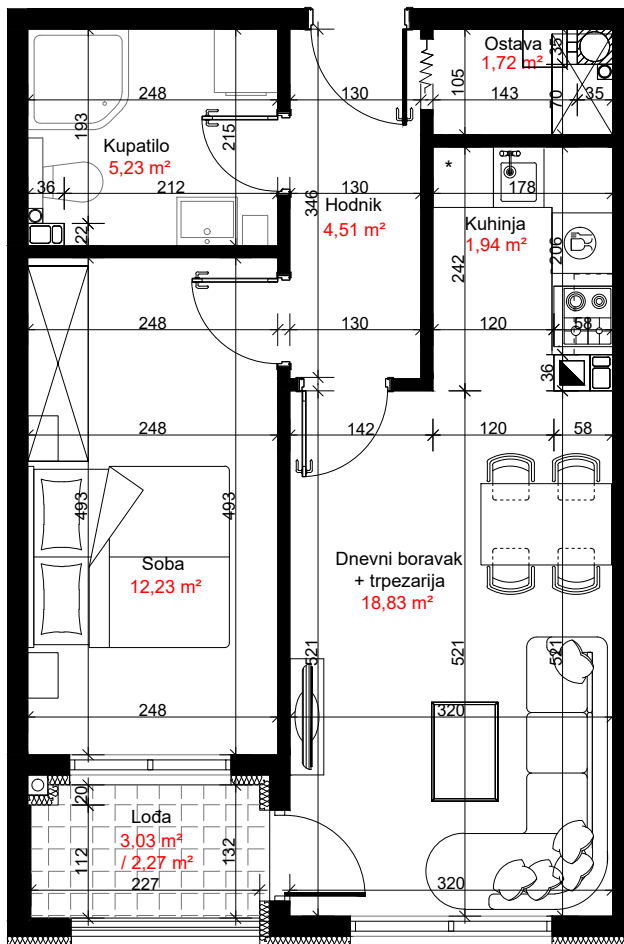 Ostava
1,72 m²
35
248
130
105
143
70
35
193
215
Kupatilo
5,23 m²
*
36
212
130
178
346
Hodnik
4,51 m²
Kuhinja
1,94 m²
22
242
206
248
130
120
58
36
248
142
120
58
493
493
Soba
12,23 m²
Dnevni boravak
+ trpezarija
18,83 m²
521
521
521
248
320
20
Lođa
3,03 m²
/ 2,27 m²
112
132
227
320